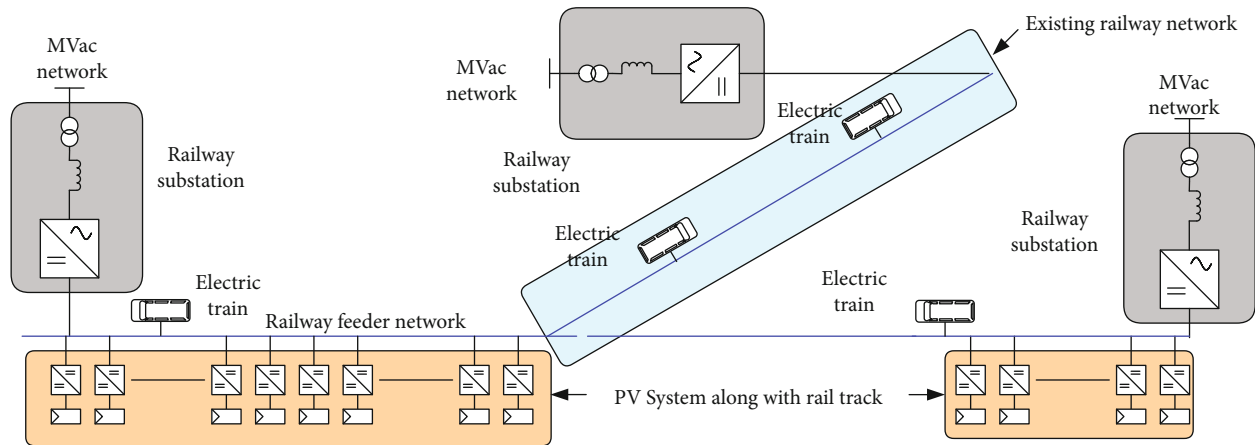 Existing railway network
MVac
network
MVac
network
MVac
network
Electric
train
Railway
substation
Railway
substation
Electric
train
Railway
substation
Electric
train
Electric
train
Railway feeder network
PV System along with rail track